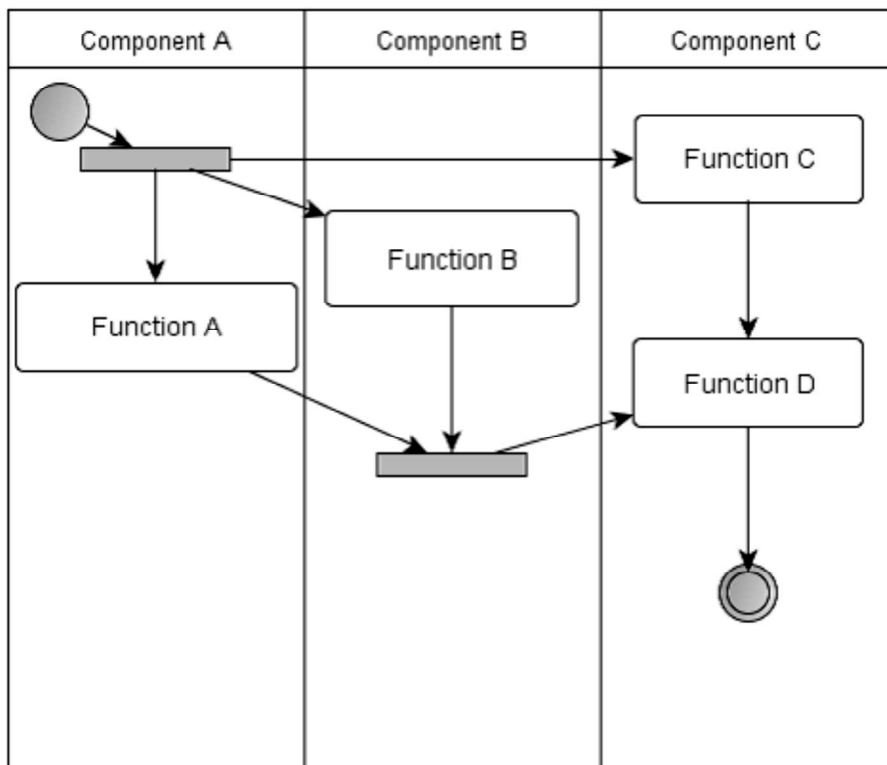 Component A
Component B
Component C
Function C
Function B
Function A
Function D